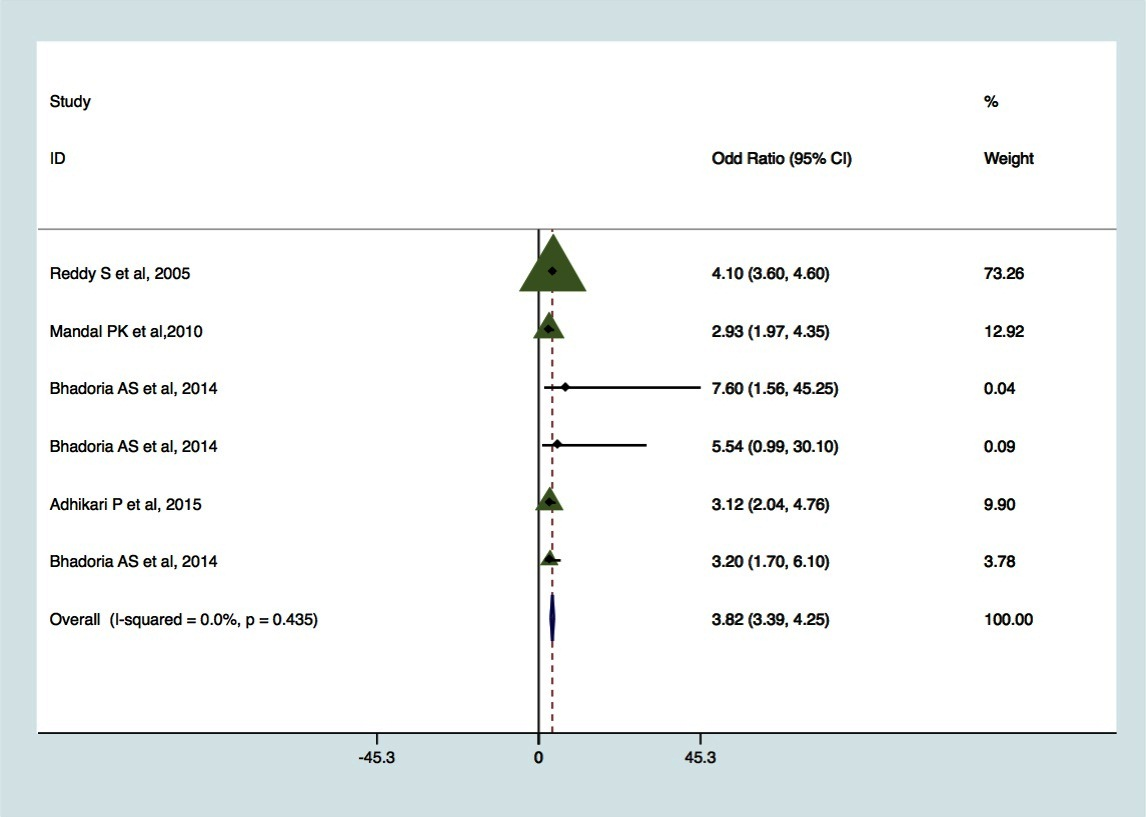 Study %
ID Odd Ratio (95% CI) Weight
Reddy S et al, 2005 4.10 (3.60, 4.60) 73.26
Mandal PK et al,2010 2.93 (1.97, 4.35) 12.92
Bhadoria AS et al, 2014 7.60 (1.56, 45.25) 0.04
Bhadoria AS et al, 2014 5.54 (0.99, 30.10) 0.09
Adhikari P et al, 2015 3.12 (2.04, 4.76) 9.90
Bhadoria AS et al, 2014 3.20 (1.70, 6.10) 3.78
Overall (I-squared = 0.0%, p = 0.435) 3.82 (3.39, 4.25) 100.00
-45.3 0 45.3